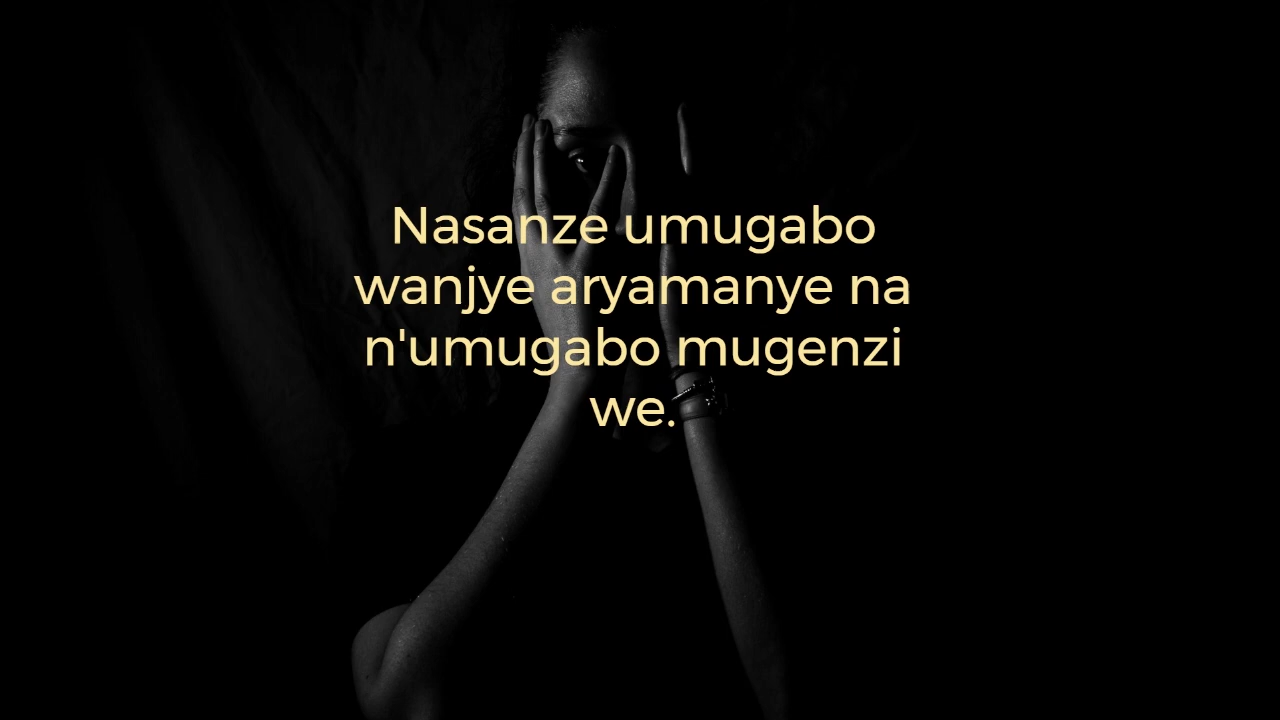 Nasanze umugabo
wanjye aryamanye na
n'umugabo mugenzi
we.